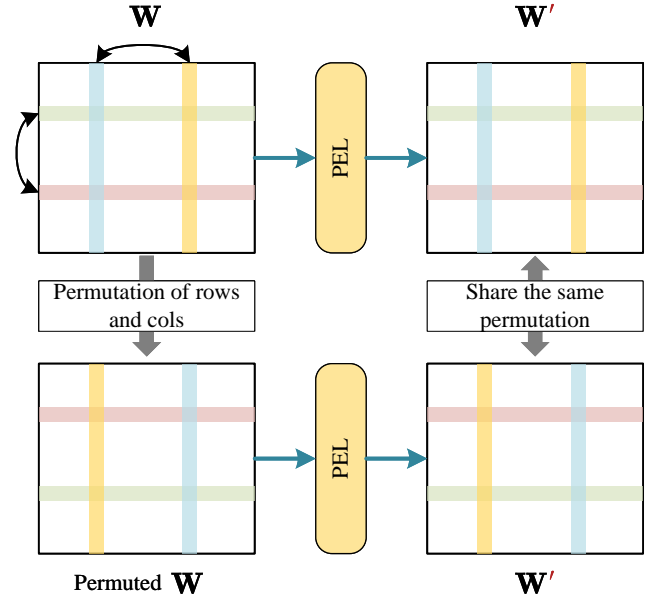 W
W′
PEL
Permutation of rows
and cols
Share the same
permutation
PEL
Permuted W
W′